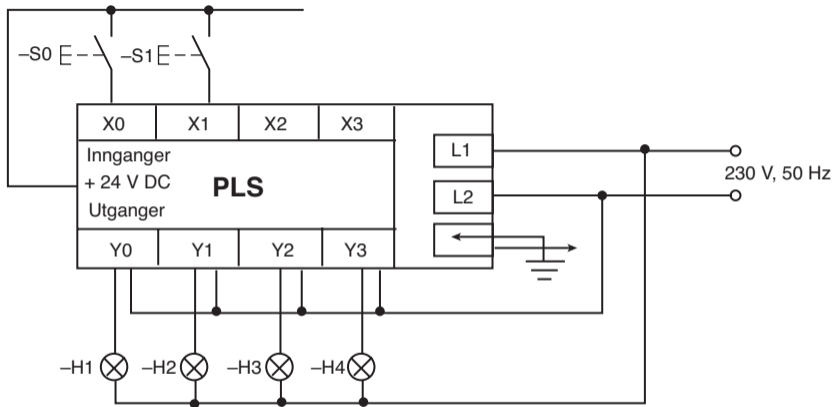 –S0 –S1
X0 X1 X2 X3
Innganger
+ 24 V DC
Utganger
PLS
L1
L2
230 V, 50 Hz
Y0 Y1 Y2 Y3
–H1 –H2 –H3 –H4